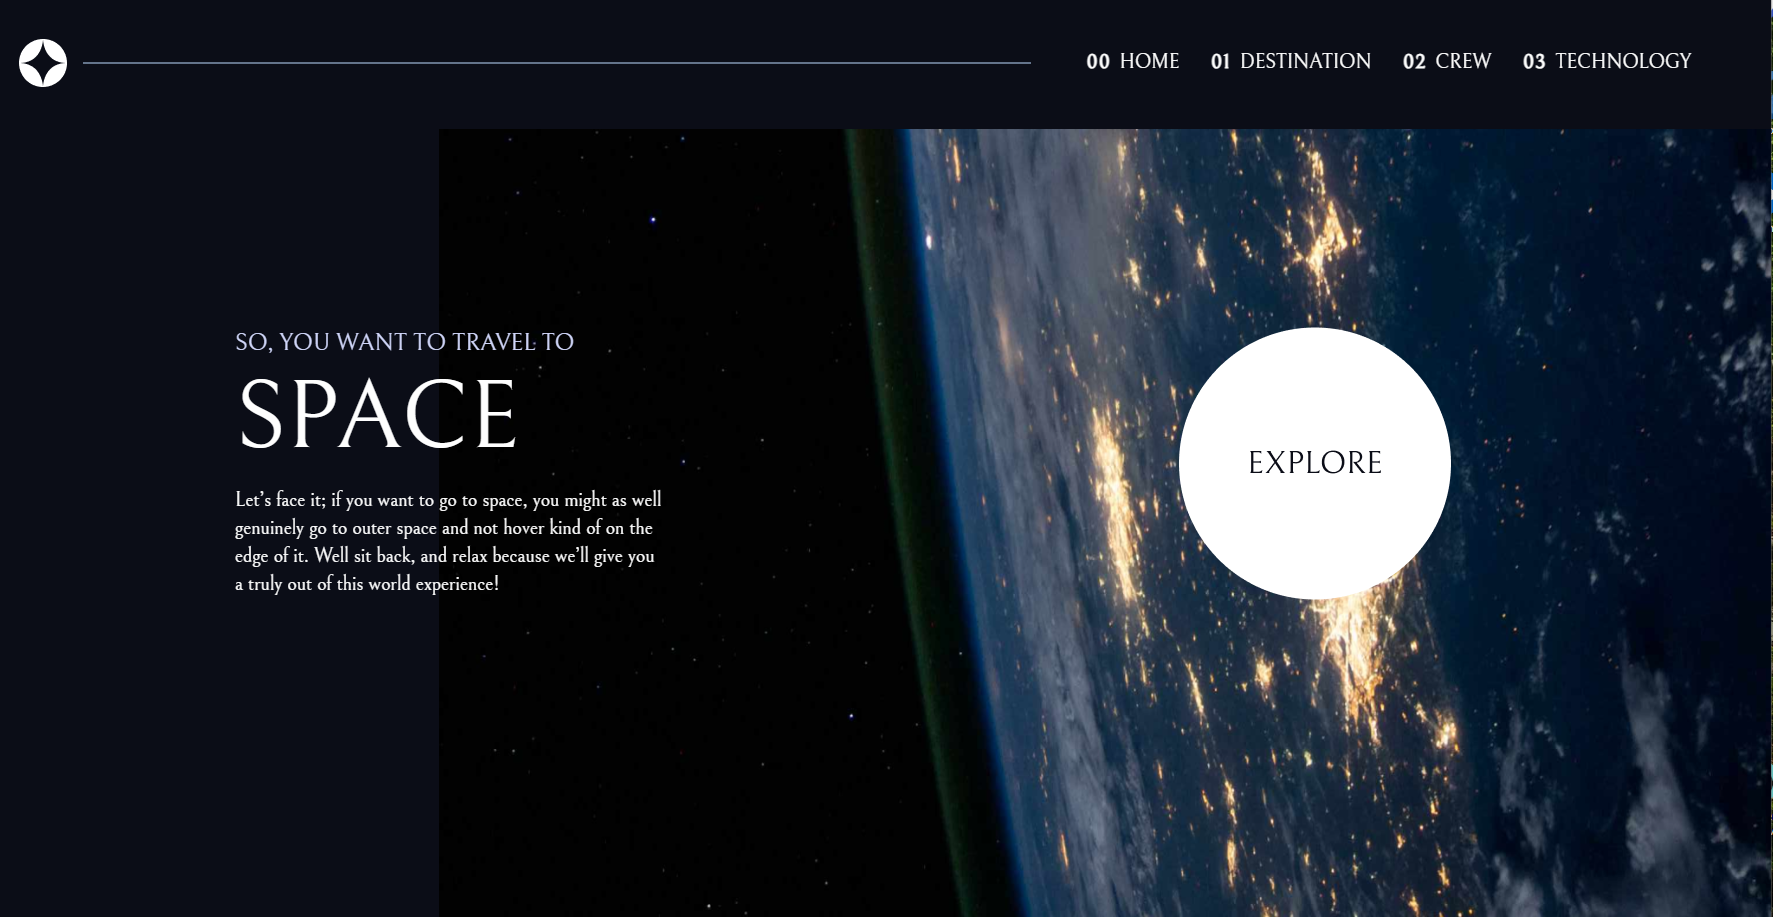 00 HOME 01 DESTINATION 02 CREW 03 TECHNOLOGY
SO, YOU WANT TO TRAVEL TO
SPACE
Let’s face it; if you want to go to space, you might as well
genuinely go to outer space and not hover kind of on the
edge of it. Well sit back, and relax because we’ll give you
a truly out of this world experience!
EXPLORE